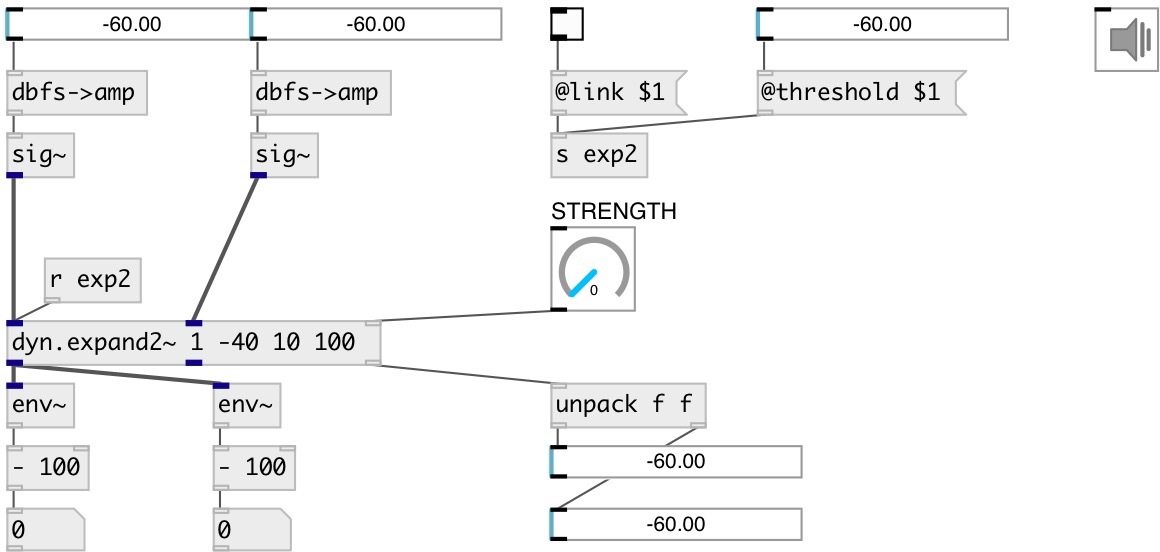 -60.00 -60.00 -60.00
dbfs->amp dbfs->amp @link $1 @threshold $1
sig~ sig~ s exp2
STRENGTH
r exp2 0
dyn.expand2~ 1 -40 10 100
env~ env~ unpack f f
- 100 - 100 -60.00
0 0 -60.00